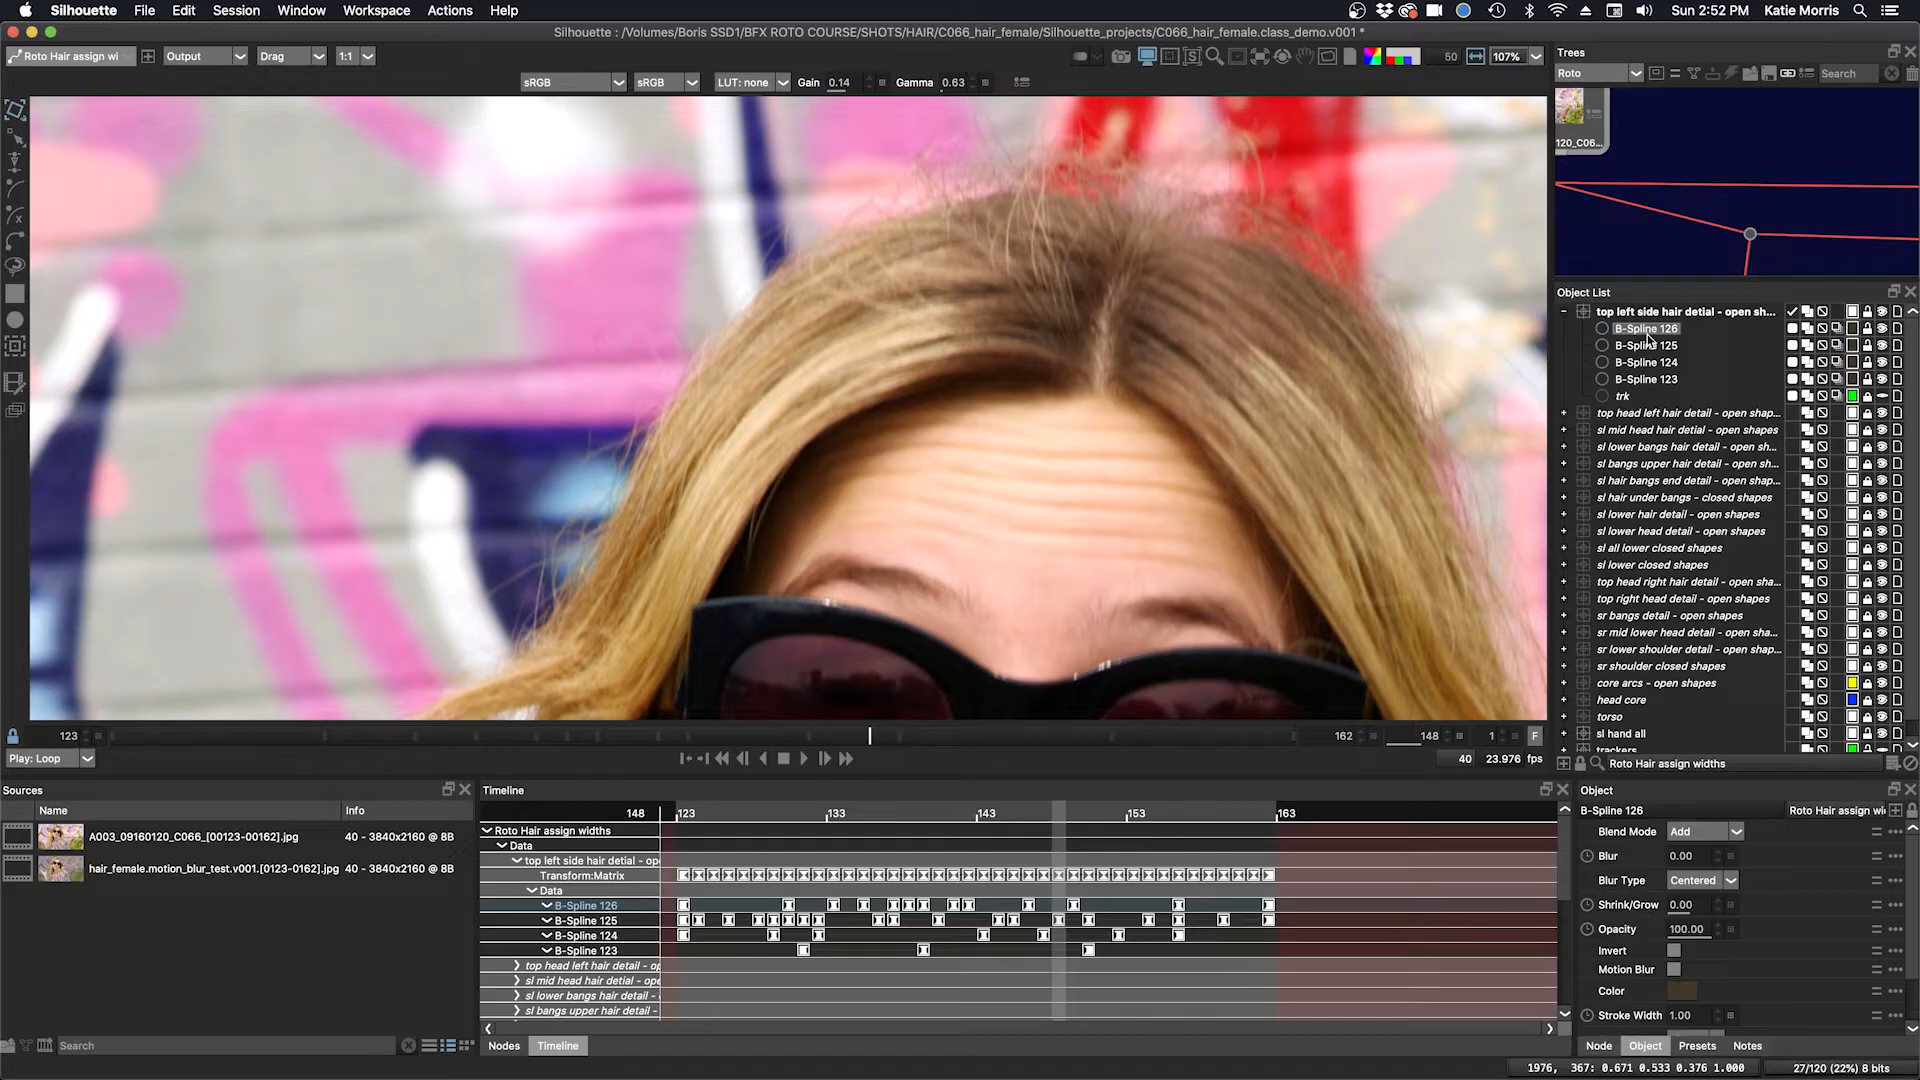 Silhouette File Edit Session Window Workspace Actions Help Sun 2:52 PM Katie Morris
Silhouette : /Volumes/Boris SSD1/BFX ROTO COURSE/SHOTS/HAIR/C066_hair_female/Silhouette_projects/C066_hair_female.class_demo.v001 *
Roto Hair assign wi Output Drag 1:1 50 107%
sRGB sRGB LUT: none Gain 0.14 Gamma 0.63
Trees
Roto Search
120_C06...
Object List
top left side hair detial - open sh...
B-Spline 126
B-Spline 125
B-Spline 124
B-Spline 123
trk
top head left hair detail - open shap...
sl mid head hair detial - open shapes
sl lower bangs hair detail - open sh...
sl bangs upper hair detail - open sh...
sl hair bangs end detail - open shap...
sl hair under bangs - closed shapes
sl lower hair detail - open shapes
sl lower head detail - open shapes
sl all lower closed shapes
sl lower closed shapes
top head right hair detail - open sha...
top right head detail - open shapes
sr bangs detail - open shapes
sr mid lower head detail - open sha...
sr lower shoulder detail - open shap...
sr shoulder closed shapes
core arcs - open shapes
head core
torso
sl hand all
trackers
Roto Hair assign widths
123 162 148 1 F
Play: Loop 40 23.976 fps
Sources
Name Info
A003_09160120_C066_[00123-00162].jpg 40 - 3840x2160 @ 8B
hair_female.motion_blur_test.v001.[0123-0162].jpg 40 - 3840x2160 @ 8B
Search
Timeline
148 123 133 143 153 163
Roto Hair assign widths
Data
top left side hair detial - op
Transform:Matrix
Data
B-Spline 126
B-Spline 125
B-Spline 124
B-Spline 123
top head left hair detail - op
sl mid head hair detial - ope
sl lower bangs hair detail -
sl bangs upper hair detail -
Nodes Timeline
Object
B-Spline 126 Roto Hair assign wi
Blend Mode Add
Blur 0.00
Blur Type Centered
Shrink/Grow 0.00
Opacity 100.00
Invert
Motion Blur
Color
Stroke Width 1.00
Node Object Presets Notes
1976, 367: 0.671 0.533 0.376 1.000 27/120 (22%) 8 bits